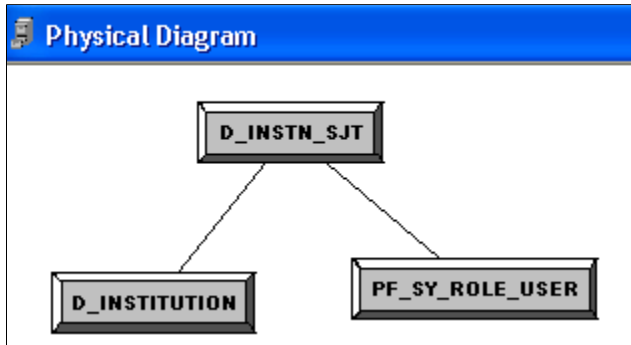 Physical Diagram
D_INSTN_SJT
D_INSTITUTION
PF_SY_ROLE_USER